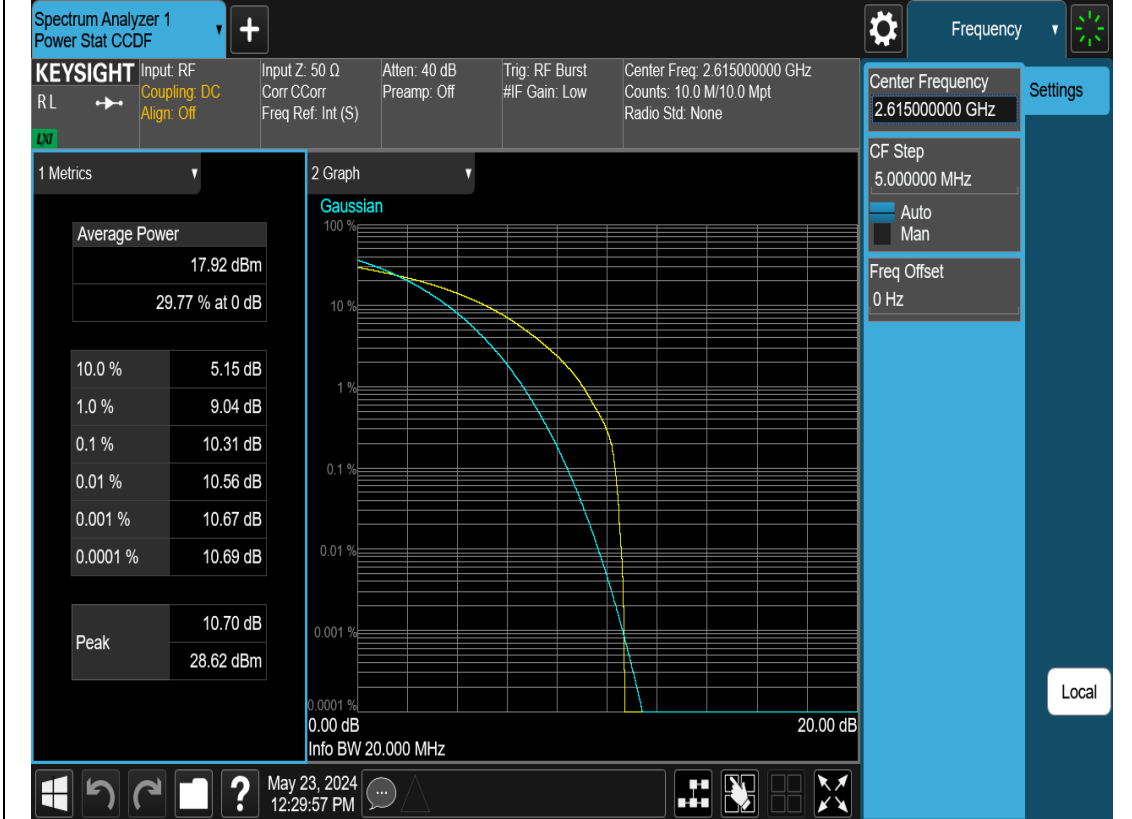 Spectrum Analyzer 1
Power Stat CCDF
Frequency
KEYSIGHT
RL
LXI
Input: RF
Coupling: DC
Align: Off
Input Z: 50 Ω
Corr CCorr
Freq Ref: Int (S)
Atten: 40 dB
Preamp: Off
Trig: RF Burst
#IF Gain: Low
Center Freq: 2.615000000 GHz
Counts: 10.0 M/10.0 Mpt
Radio Std: None
Center Frequency
2.615000000 GHz
Settings
CF Step
5.000000 MHz
Auto
Man
Freq Offset
0 Hz
Local
1 Metrics
Average Power
17.92 dBm
29.77 % at 0 dB
10.0 % 5.15 dB
1.0 % 9.04 dB
0.1 % 10.31 dB
0.01 % 10.56 dB
0.001 % 10.67 dB
0.0001 % 10.69 dB
Peak 10.70 dB
28.62 dBm
2 Graph
Gaussian
100 %
10 %
1 %
0.1 %
0.01 %
0.001 %
0.0001 %
0.00 dB 20.00 dB
Info BW 20.000 MHz
?
May 23, 2024
12:29:57 PM